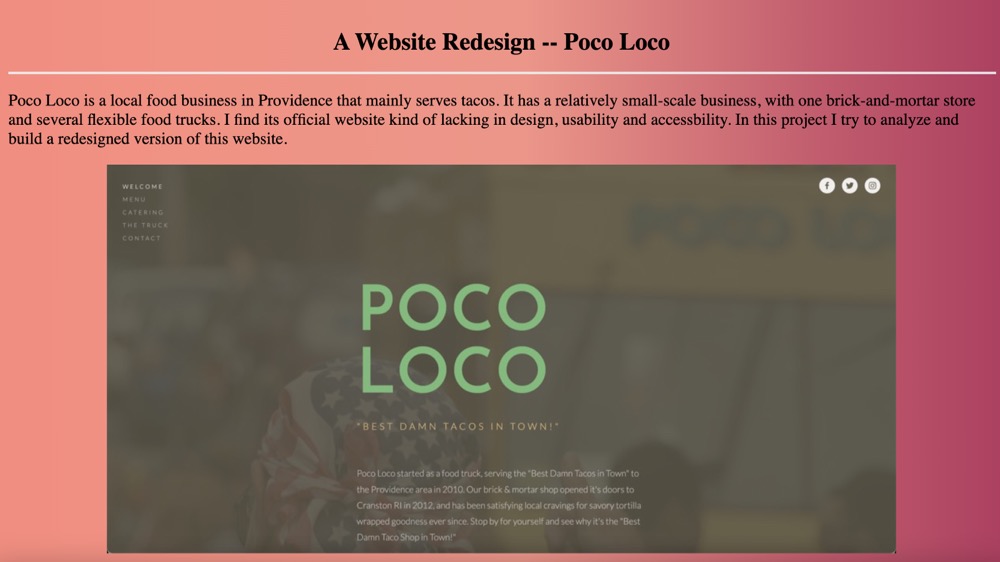 A Website Redesign -- Poco Loco
Poco Loco is a local food business in Providence that mainly serves tacos. It has a relatively small-scale business, with one brick-and-mortar store
and several flexible food trucks. I find its official website kind of lacking in design, usability and accessbility. In this project I try to analyze and
build a redesigned version of this website.
WELCOME
MENU
CATERING
THE TRUCK
CONTACT
POCO LO
POCO
LOCO
"BEST DAMN TACOS IN TOWN!"
Poco Loco started as a food truck, serving the "Best Damn Tacos in Town" to
the Providence area in 2010. Our brick & mortar shop opened it's doors to
Cranston RI in 2012, and has been satisfying local cravings for savory tortilla
wrapped goodness ever since. Stop by for yourself and see why it's the "Best
Damn Taco Shop in Town!"